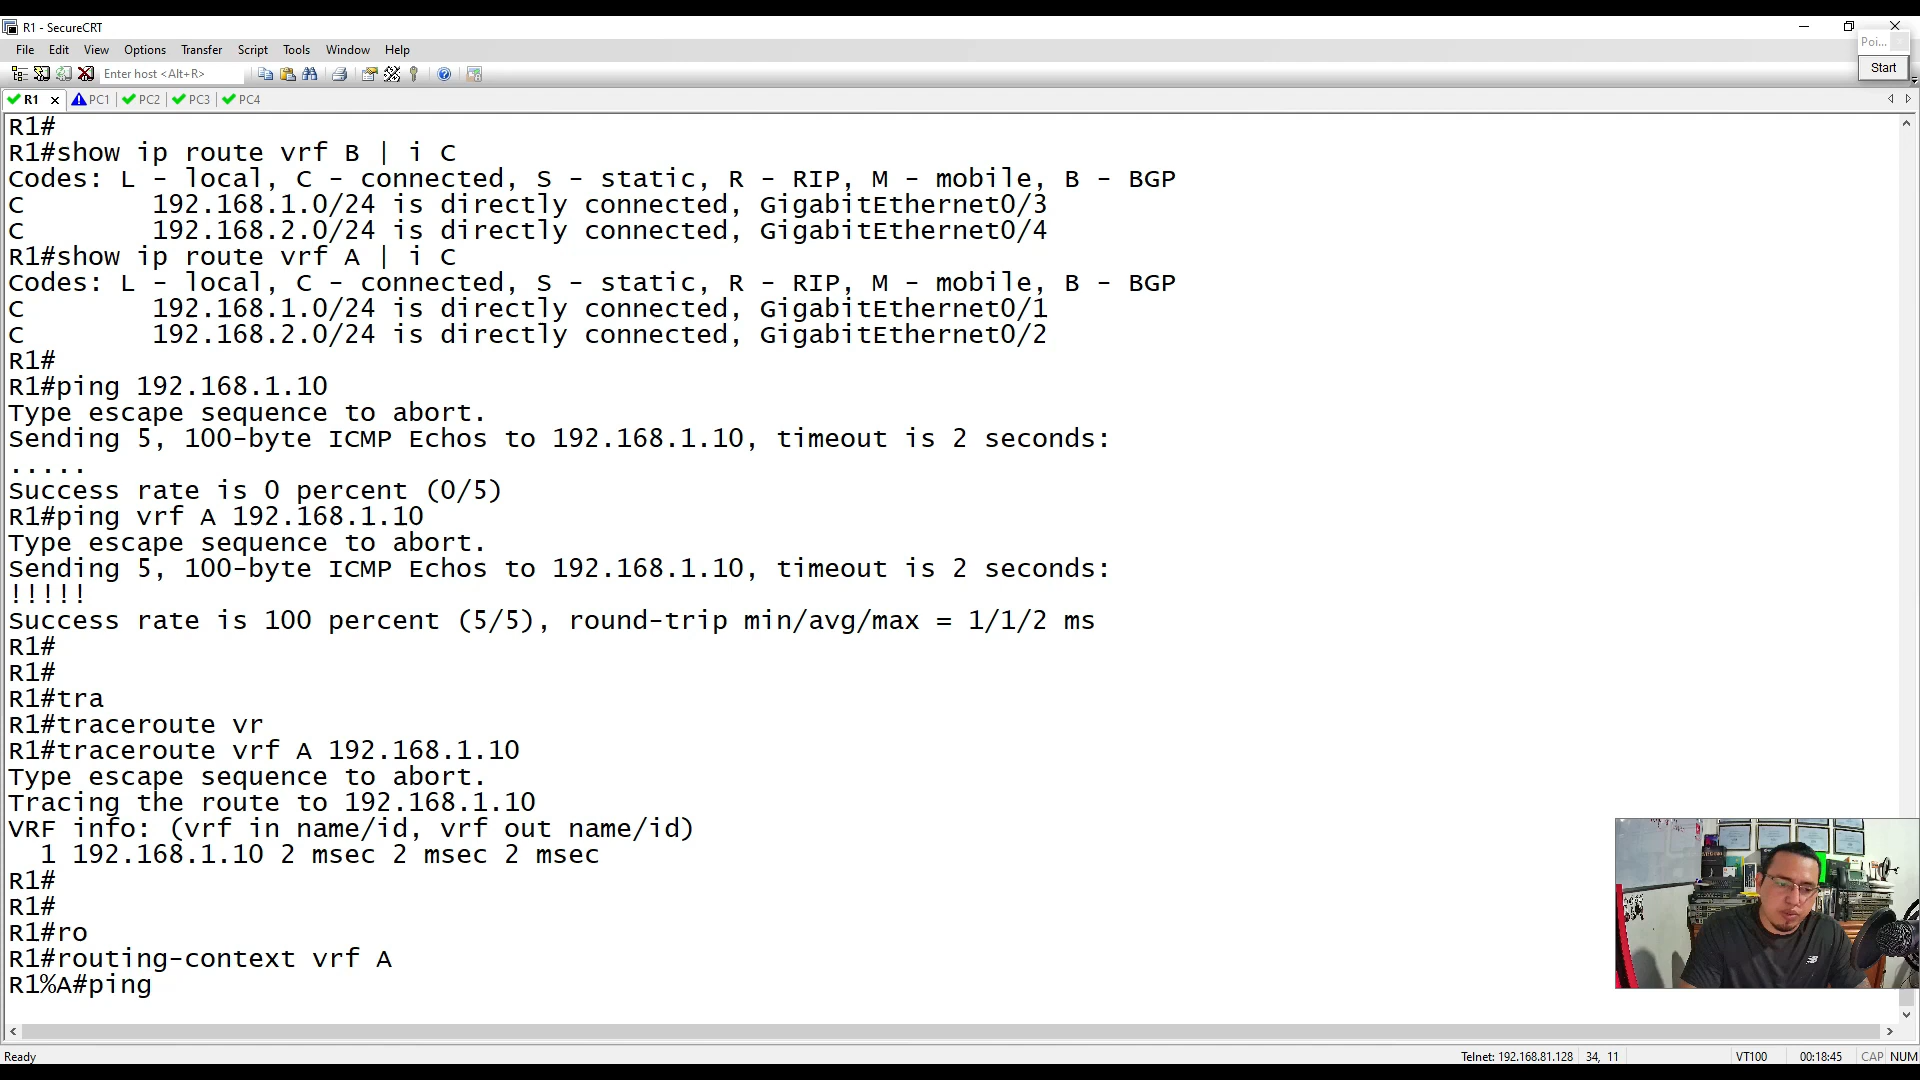 R1 - SecureCRT
File Edit View Options Transfer Script Tools Window Help
Poi...
Enter host <Alt+R>
Start
R1 PC1 PC2 PC3 PC4
R1#
R1#show ip route vrf B | i C
Codes: L - local, C - connected, S - static, R - RIP, M - mobile, B - BGP
C        192.168.1.0/24 is directly connected, GigabitEthernet0/3
C        192.168.2.0/24 is directly connected, GigabitEthernet0/4
R1#show ip route vrf A | i C
Codes: L - local, C - connected, S - static, R - RIP, M - mobile, B - BGP
C        192.168.1.0/24 is directly connected, GigabitEthernet0/1
C        192.168.2.0/24 is directly connected, GigabitEthernet0/2
R1#
R1#ping 192.168.1.10
Type escape sequence to abort.
Sending 5, 100-byte ICMP Echos to 192.168.1.10, timeout is 2 seconds:
.....
Success rate is 0 percent (0/5)
R1#ping vrf A 192.168.1.10
Type escape sequence to abort.
Sending 5, 100-byte ICMP Echos to 192.168.1.10, timeout is 2 seconds:
!!!!!
Success rate is 100 percent (5/5), round-trip min/avg/max = 1/1/2 ms
R1#
R1#
R1#tra
R1#traceroute vr
R1#traceroute vrf A 192.168.1.10
Type escape sequence to abort.
Tracing the route to 192.168.1.10
VRF info: (vrf in name/id, vrf out name/id)
  1 192.168.1.10 2 msec 2 msec 2 msec
R1#
R1#
R1#ro
R1#routing-context vrf A
R1%A#ping
Ready Telnet: 192.168.81.128 34, 11 VT100 00:18:45 CAP NUM